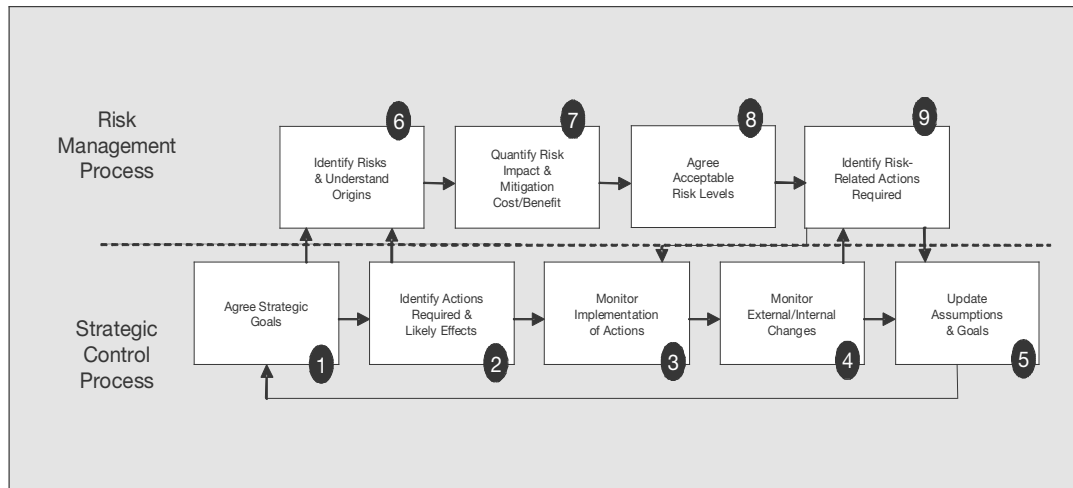 Risk
Management
Process
6
Identify Risks
& Understand
Origins
7
Quantify Risk
Impact &
Mitigation
Cost/Benefit
8
Agree
Acceptable
Risk Levels
9
Identify Risk-
Related Actions
Required
Strategic
Control
Process
Agree Strategic
Goals
1
Identify Actions
Required &
Likely Effects
2
Monitor
Implementation
of Actions
3
Monitor
External/Internal
Changes
4
Update
Assumptions
& Goals
5